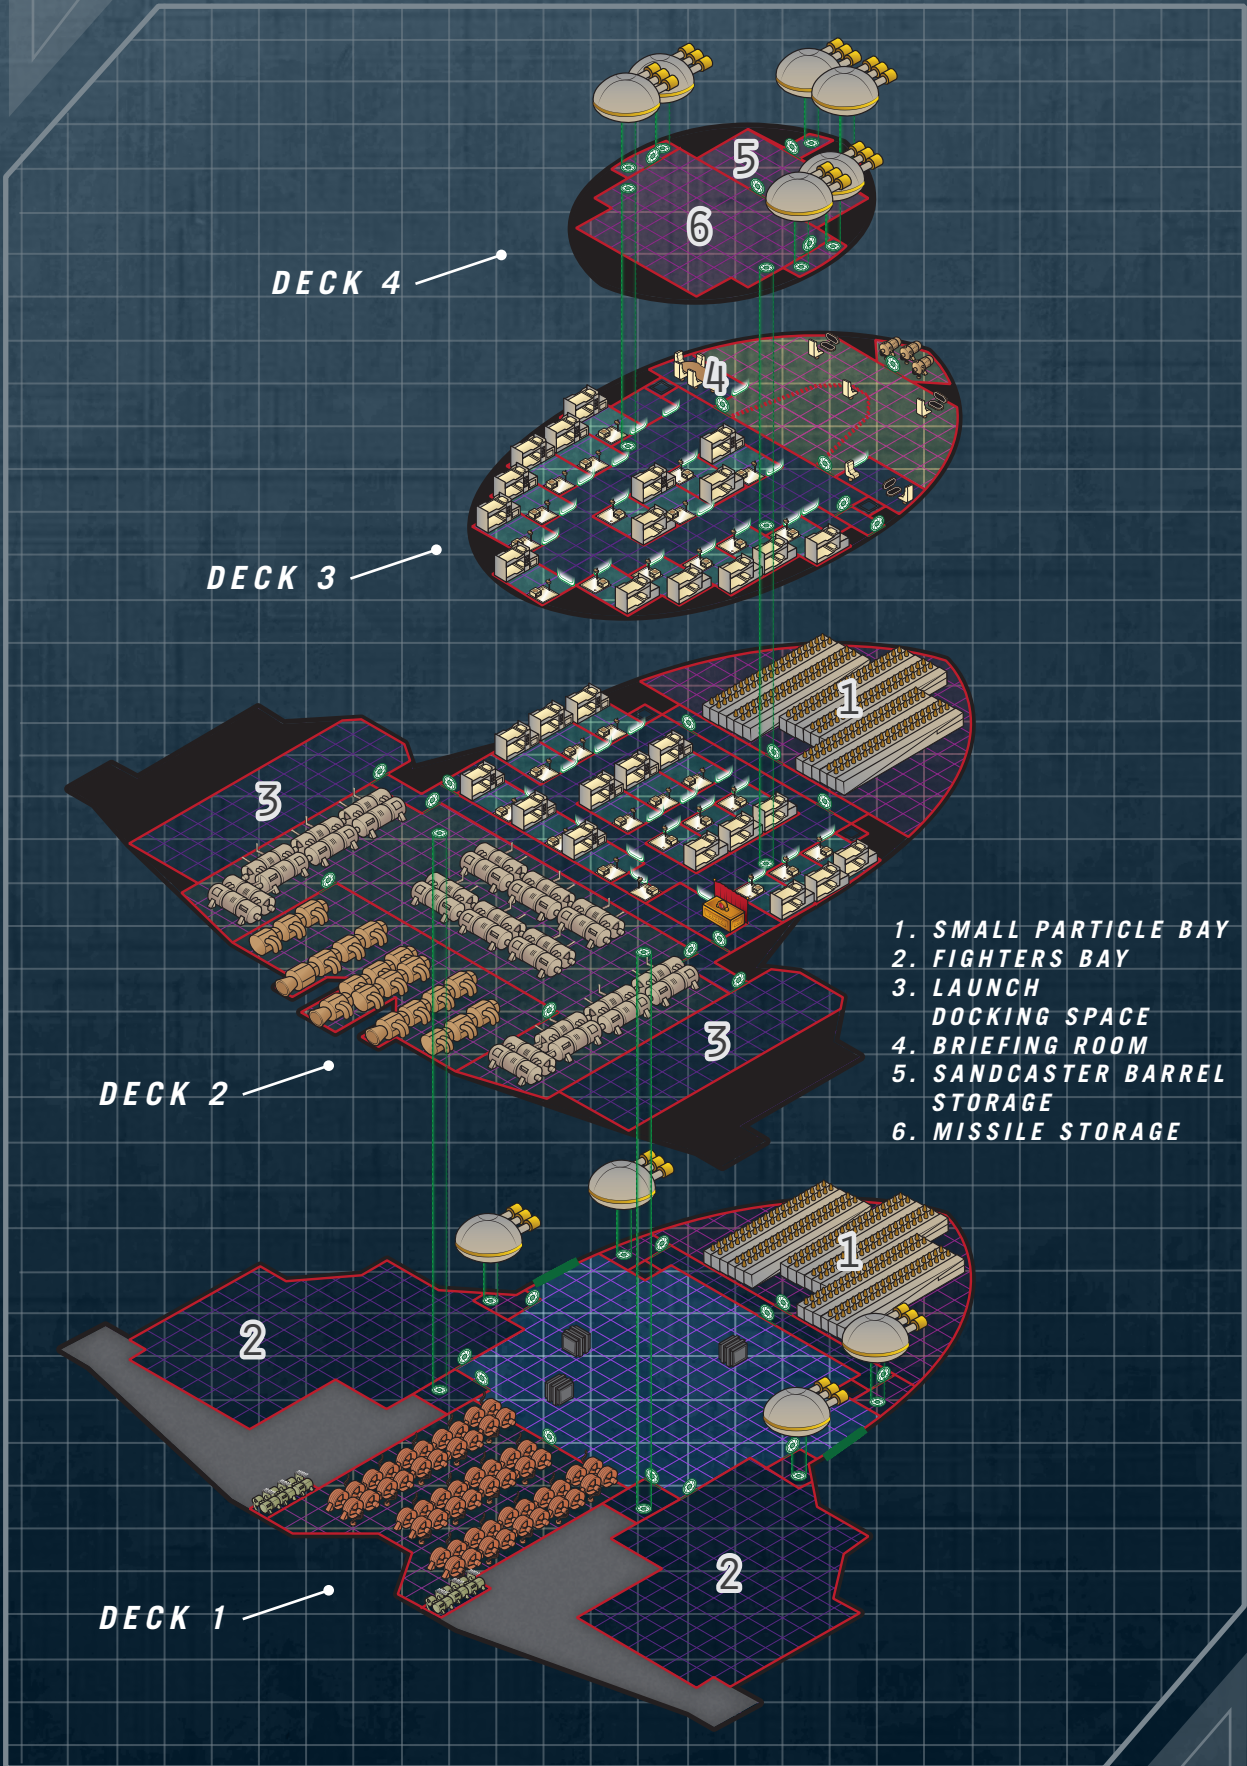 5
6
DECK 4
4
DECK 3
1
3
1. SMALL PARTICLE BAY
2. FIGHTERS BAY
3. LAUNCH
DOCKING SPACE
4. BRIEFING ROOM
5. SANDCASTER BARREL
STORAGE
6. MISSILE STORAGE
3
DECK 2
1
2
2
DECK 1